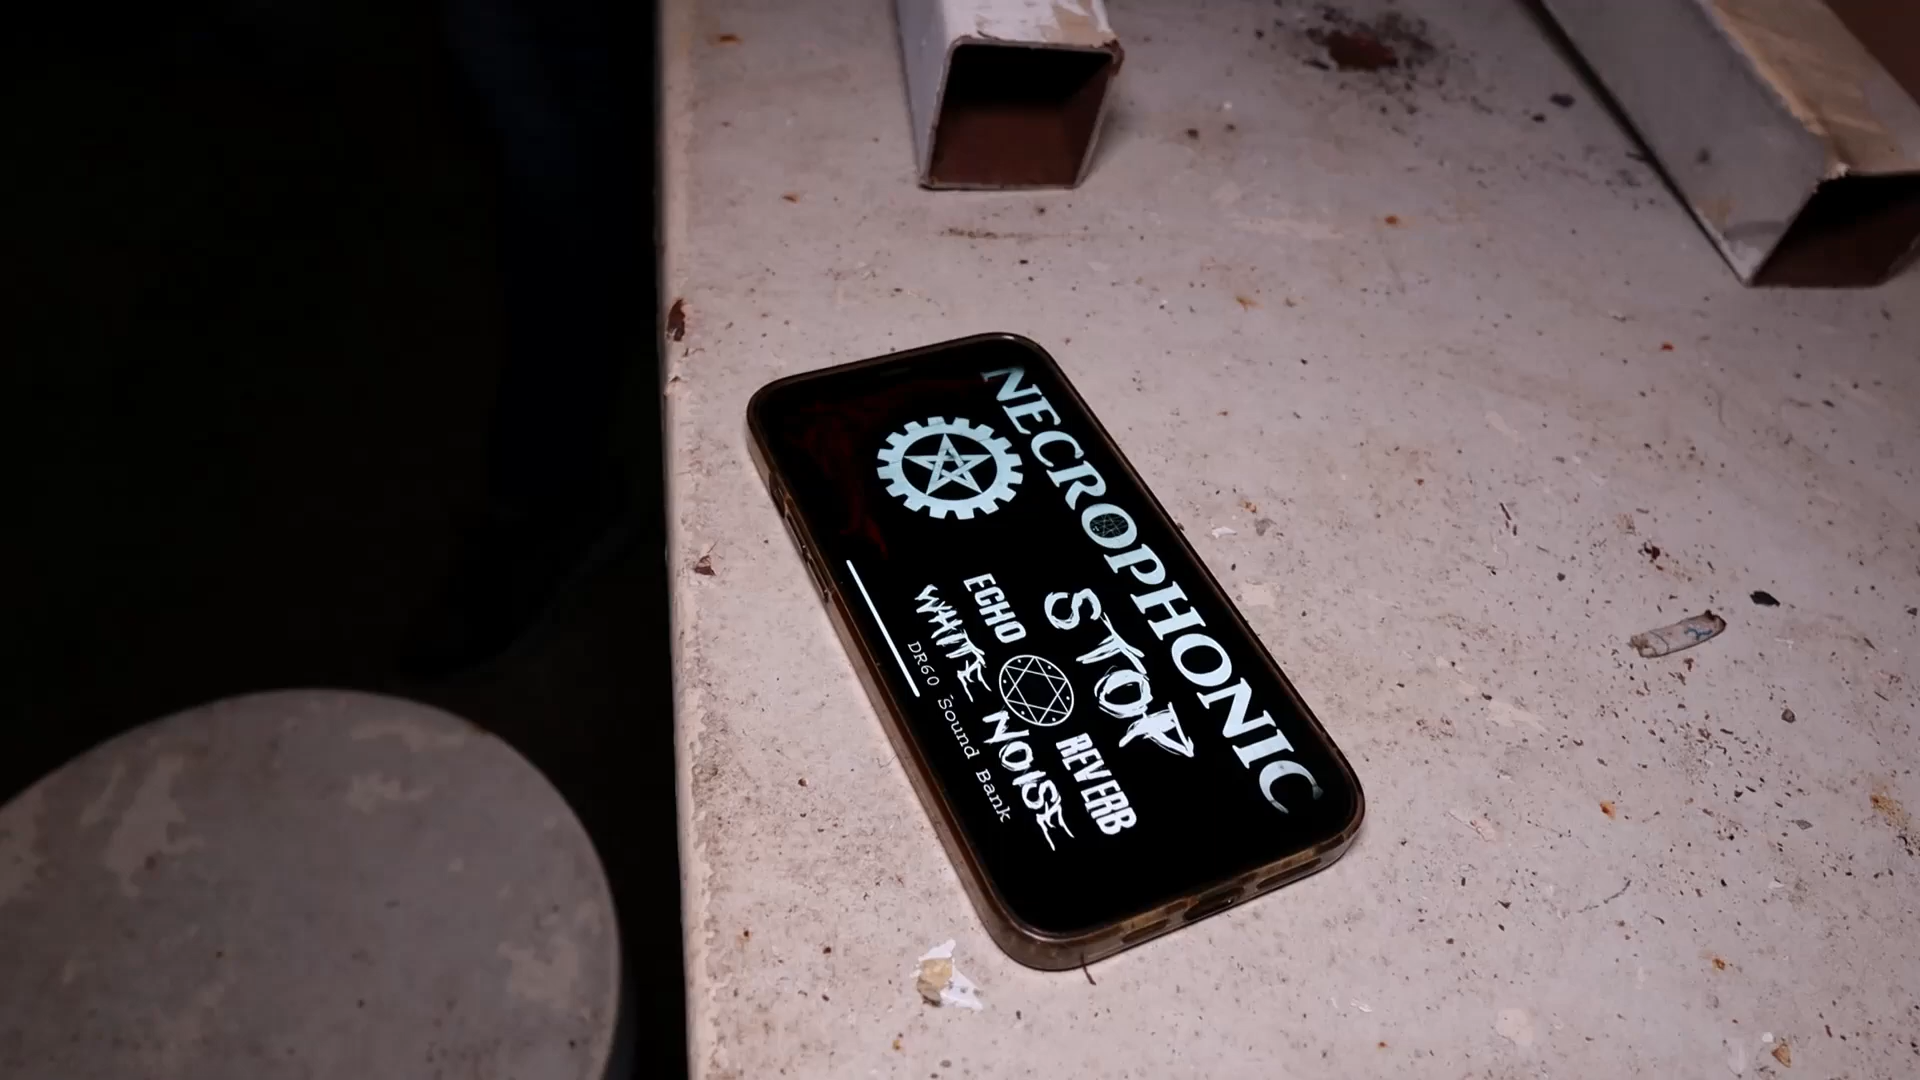 NECROPHONIC
STOP
ECHO
REVERB
WHITE NOISE
DR60 Sound Bank